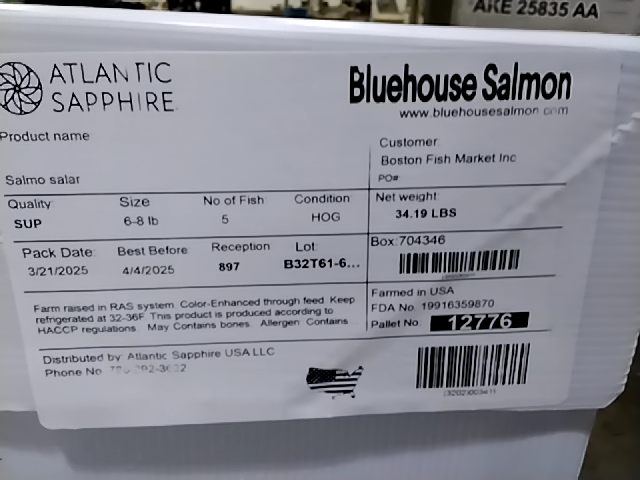 AKE 25835 AA
ATLANTIC
SAPPHIRE
Bluehouse Salmon
www.bluehousesalmon.com
Product name
Customer
Boston Fish Market Inc
PO#
Salmo salar
Quality Size No of Fish Condition
SUP 6-8 lb 5 HOG
Net weight
34.19 LBS
Pack Date: Best Before Reception Lot:
3/21/2025 4/4/2025 897 B32T61-6...
Box:704346
Farm raised in RAS system. Color-Enhanced through feed. Keep
refrigerated at 32-36F. This product is produced according to
HACCP regulations. May Contains bones. Allergen: Contains
Farmed in USA
FDA No. 19916359870
Pallet No. 12776
Distributed by: Atlantic Sapphire USA LLC
Phone No